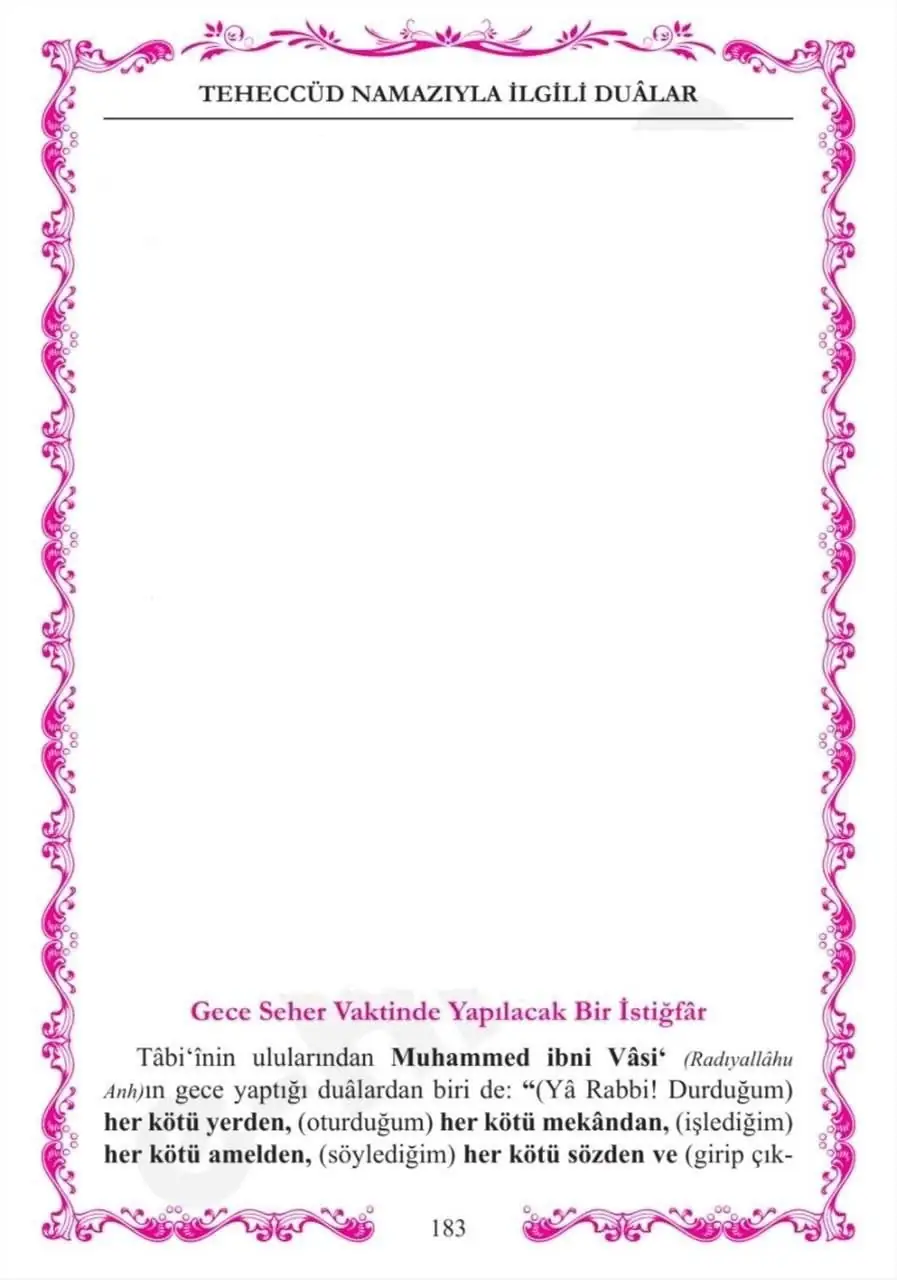 TEHECCÜD NAMAZIYLA İLGİLİ DUÂLAR
Gece Seher Vaktinde Yapılacak Bir İstiğfâr
Tâbi‘înin ulularından Muhammed ibni Vâsi‘ (Radıyallâhu
Anh)ın gece yaptığı duâlardan biri de: “(Yâ Rabbi! Durduğum)
her kötü yerden, (oturduğum) her kötü mekândan, (işlediğim)
her kötü amelden, (söylediğim) her kötü sözden ve (girip çık-
183